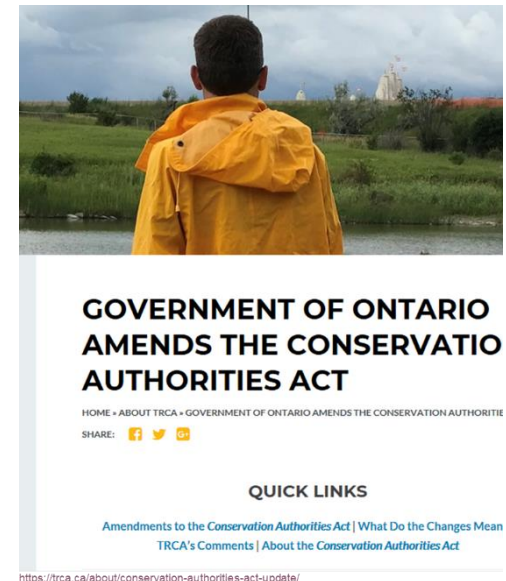 GOVERNMENT OF ONTARIO
AMENDS THE CONSERVATIO
AUTHORITIES ACT
HOME » ABOUT TRCA » GOVERNMENT OF ONTARIO AMENDS THE CONSERVATION AUTHORITIE
SHARE:
G+
QUICK LINKS
Amendments to the Conservation Authorities Act | What Do the Changes Mean
TRCA's Comments | About the Conservation Authorities Act
https://trca.ca/about/conservation-authorities-act-update/